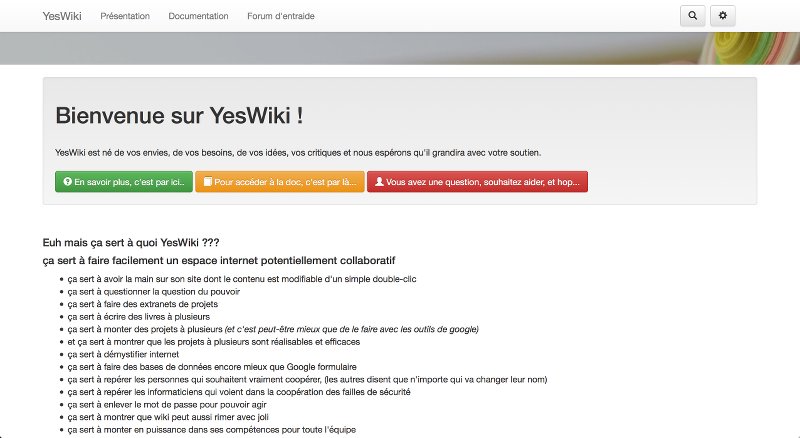 YesWiki Présentation Documentation Forum d'entraide
Bienvenue sur YesWiki !
YesWiki est né de vos envies, de vos besoins, de vos idées, vos critiques et nous espérons qu'il grandira avec votre soutien.
En savoir plus, c'est par ici.. Pour accéder à la doc, c'est par là... Vous avez une question, souhaitez aider, et hop...
Euh mais ça sert à quoi YesWiki ???
ça sert à faire facilement un espace internet potentiellement collaboratif
ça sert à avoir la main sur son site dont le contenu est modifiable d'un simple double-clic
ça sert à questionner la question du pouvoir
ça sert à faire des extranets de projets
ça sert à écrire des livres à plusieurs
ça sert à monter des projets à plusieurs (et c'est peut-être mieux que de le faire avec les outils de google)
et ça sert à montrer que les projets à plusieurs sont réalisables et efficaces
ça sert à démystifier internet
ça sert à faire des bases de données encore mieux que Google formulaire
ça sert à repérer les personnes qui souhaitent vraiment coopérer, (les autres disent que n'importe qui va changer leur nom)
ça sert à repérer les informaticiens qui voient dans la coopération des failles de sécurité
ça sert à enlever le mot de passe pour pouvoir agir
ça sert à montrer que wiki peut aussi rimer avec joli
ça sert à monter en puissance dans ses compétences pour toute l'équipe